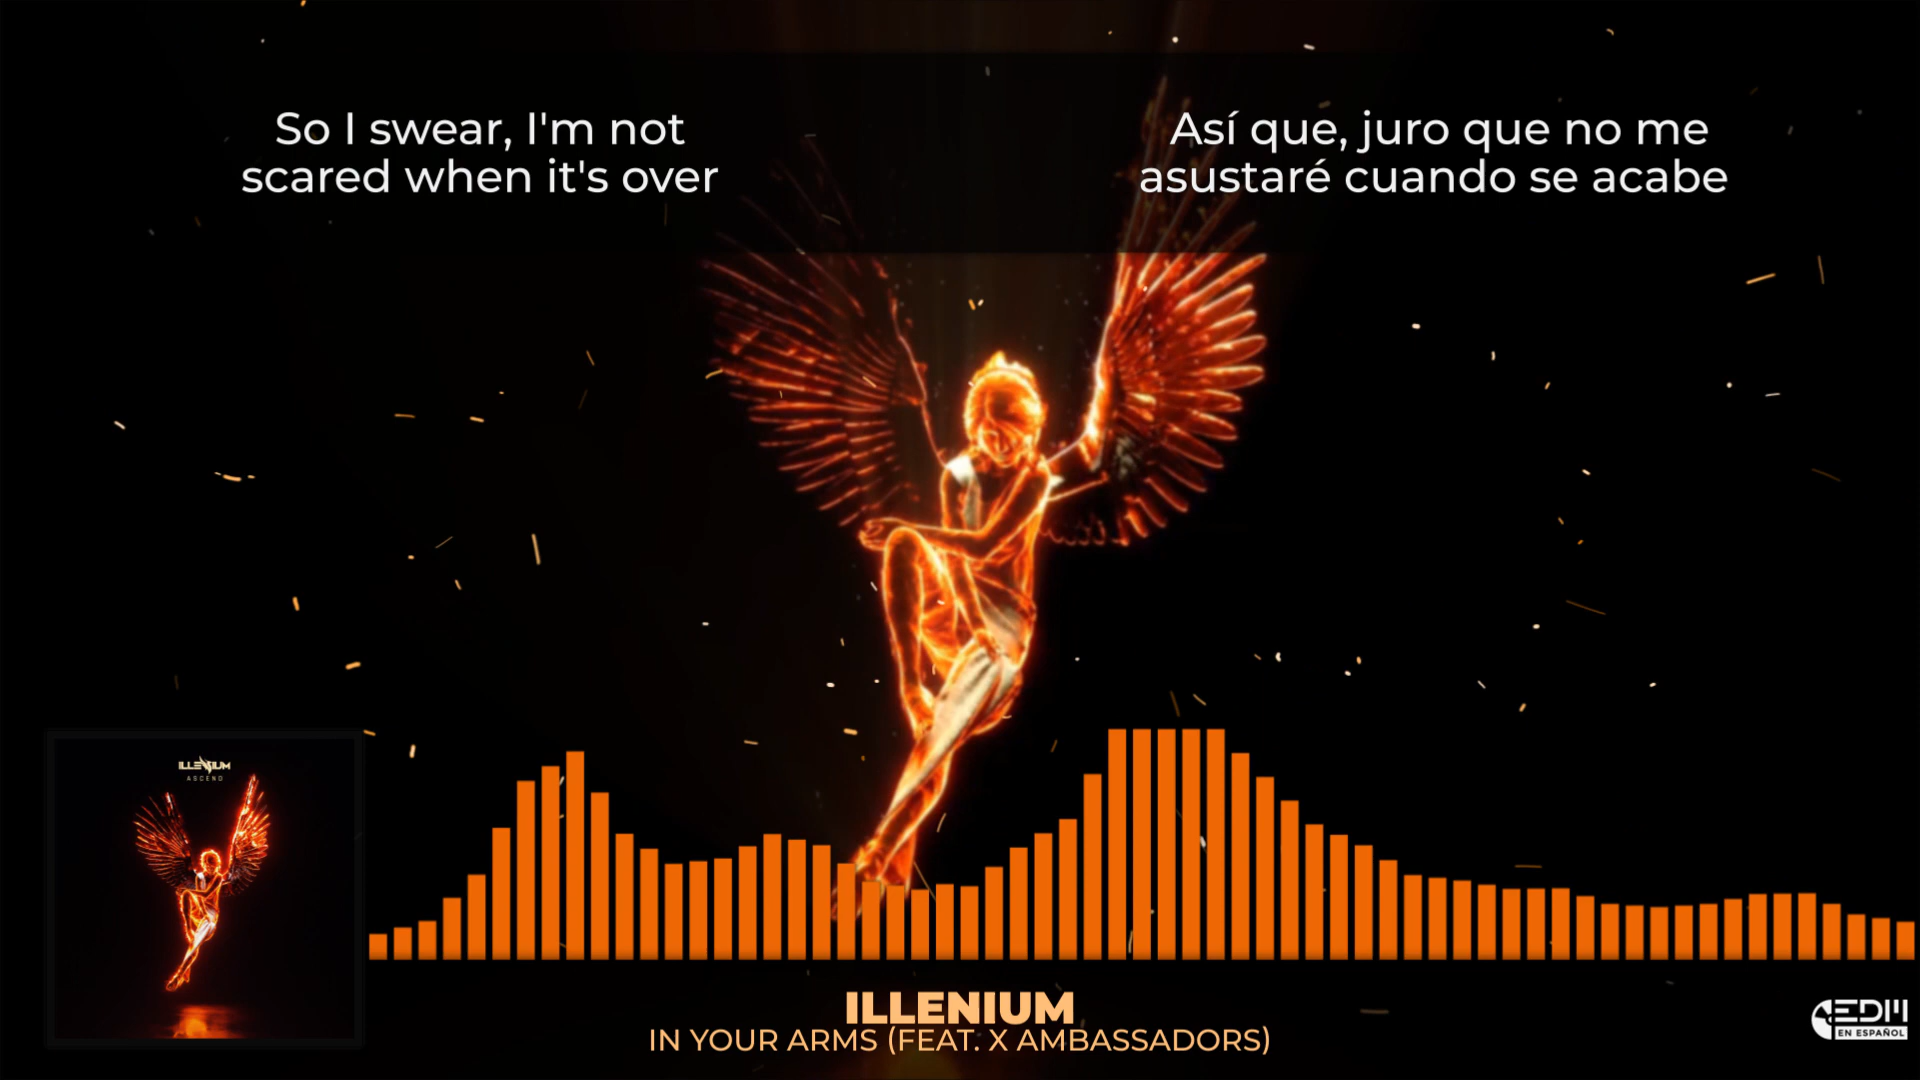 So I swear, I'm not
scared when it's over
Así que, juro que no me
asustaré cuando se acabe
ILLENIUM
ASCEND
ILLENIUM
IN YOUR ARMS (FEAT. X AMBASSADORS)
EDM
EN ESPAÑOL